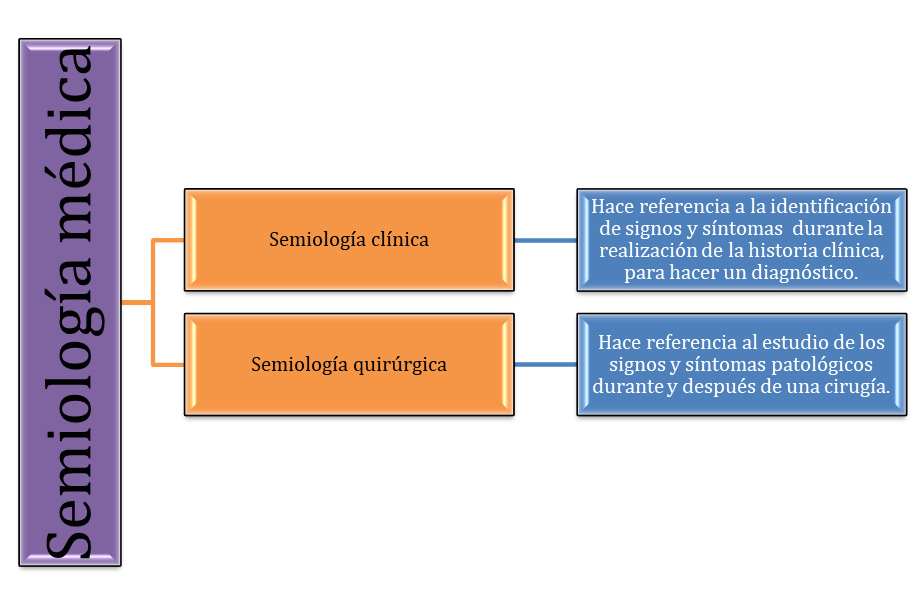 Semiología médica
Semiología clínica
Hace referencia a la identificación
de signos y síntomas  durante la
realización de la historia clínica,
para hacer un diagnóstico.
Semiología quirúrgica
Hace referencia al estudio de los
signos y síntomas patológicos
durante y después de una cirugía.